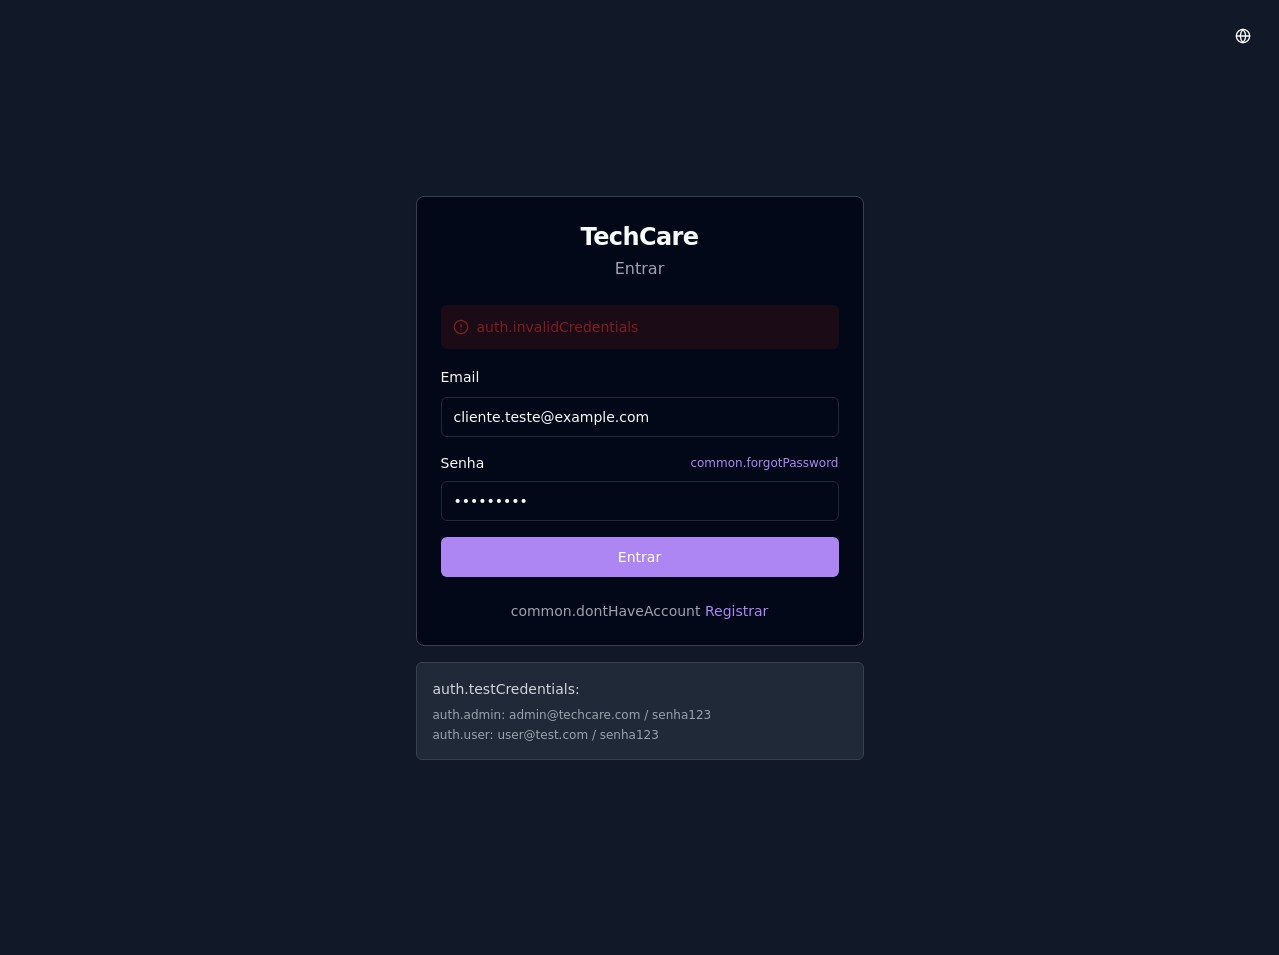 TechCare
Entrar
auth.invalidCredentials
Email
cliente.teste@example.com
Senha common.forgotPassword
•••••••••
Entrar
common.dontHaveAccount Registrar
auth.testCredentials:
auth.admin: admin@techcare.com / senha123
auth.user: user@test.com / senha123